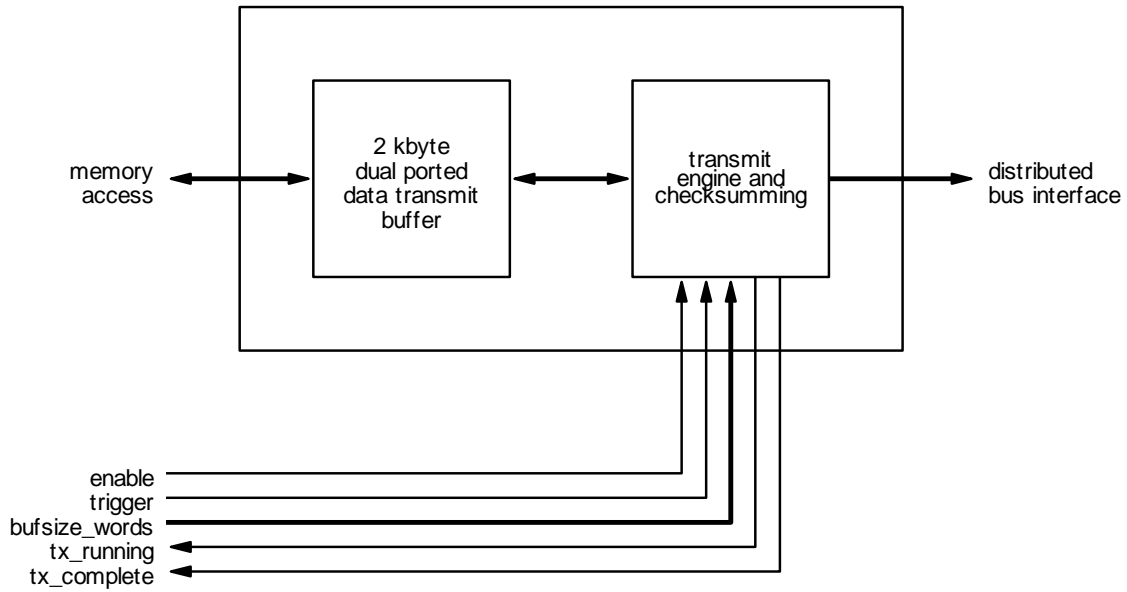 memory
access
2 kbyte
dual ported
data transmit
buffer
transmit
engine and
checksumming
distributed
bus interface
enable
trigger
bufsize_words
tx_running
tx_complete